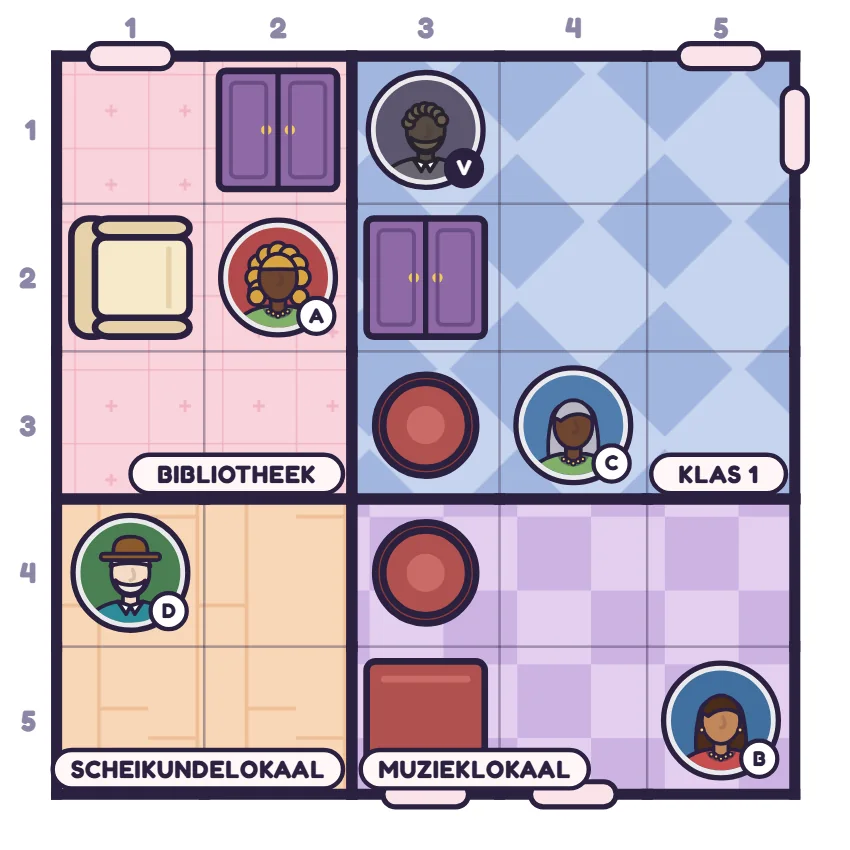 1 2 3 4 5
1
V
2
A
3
C
BIBLIOTHEEK
KLAS 1
4
D
5
B
SCHEIKUNDELOKAAL
MUZIEKLOKAAL